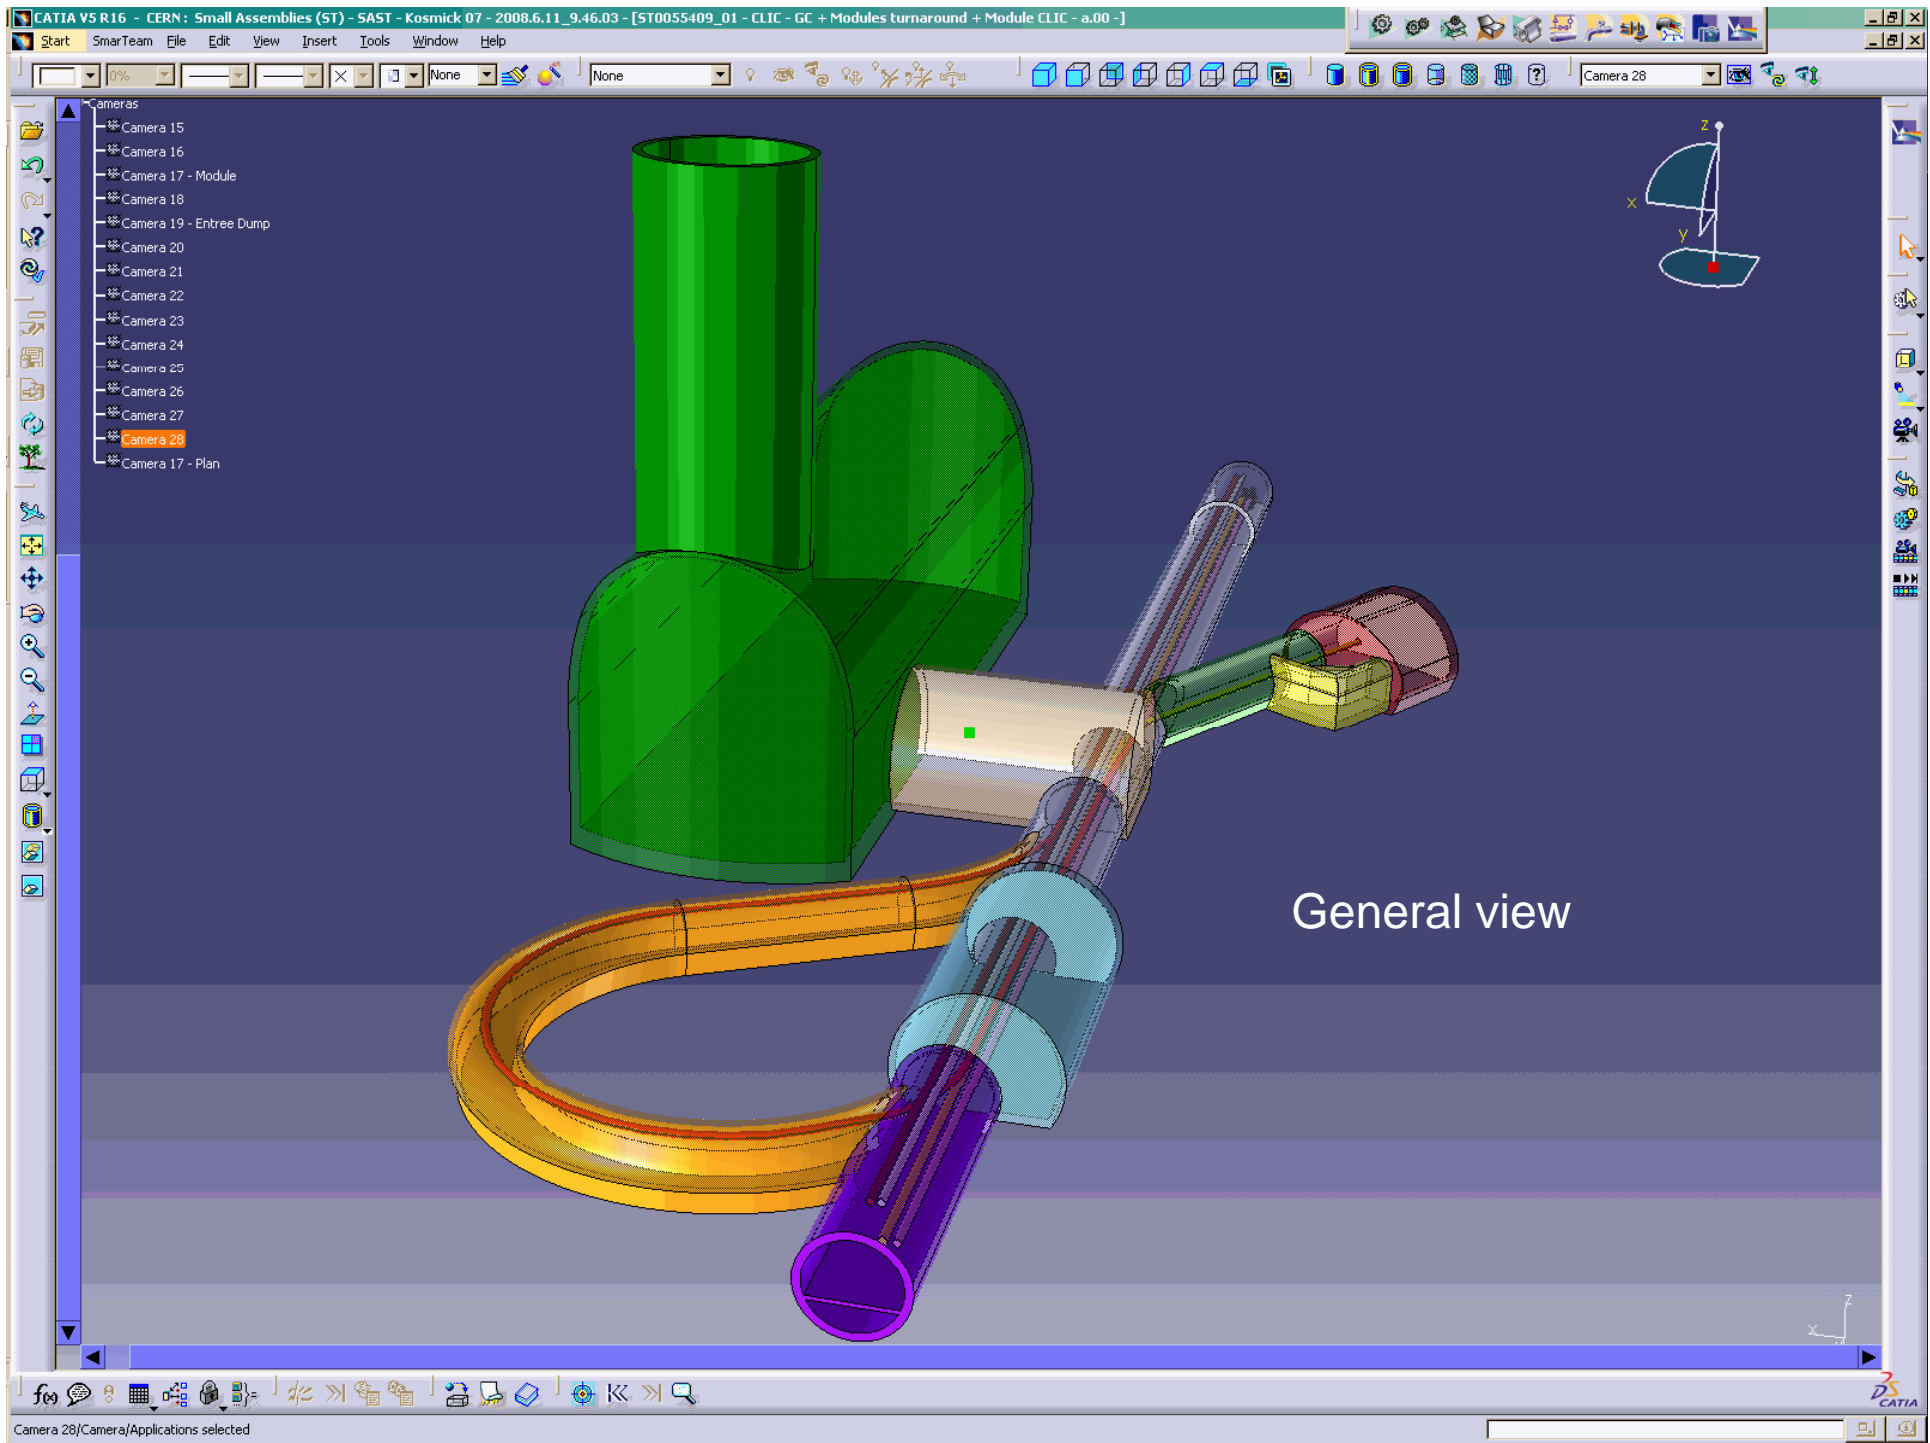 CATIA V5 R16 - CERN : Small Assemblies (ST) - SAST - Kosmick 07 - 2008.6.11_9.46.03 - [ST0055409_01 - CLIC - GC + Modules turnaround + Module CLIC - a.00 -]
Start SmarTeam File Edit View Insert Tools Window Help
0% None None Camera 28
Cameras
Camera 15
Camera 16
Camera 17 - Module
Camera 18
Camera 19 - Entree Dump
Camera 20
Camera 21
Camera 22
Camera 23
Camera 24
Camera 25
Camera 26
Camera 27
Camera 28
Camera 17 - Plan
z
x
y
General view
z
x
f(x)
CATIA
Camera 28/Camera/Applications selected